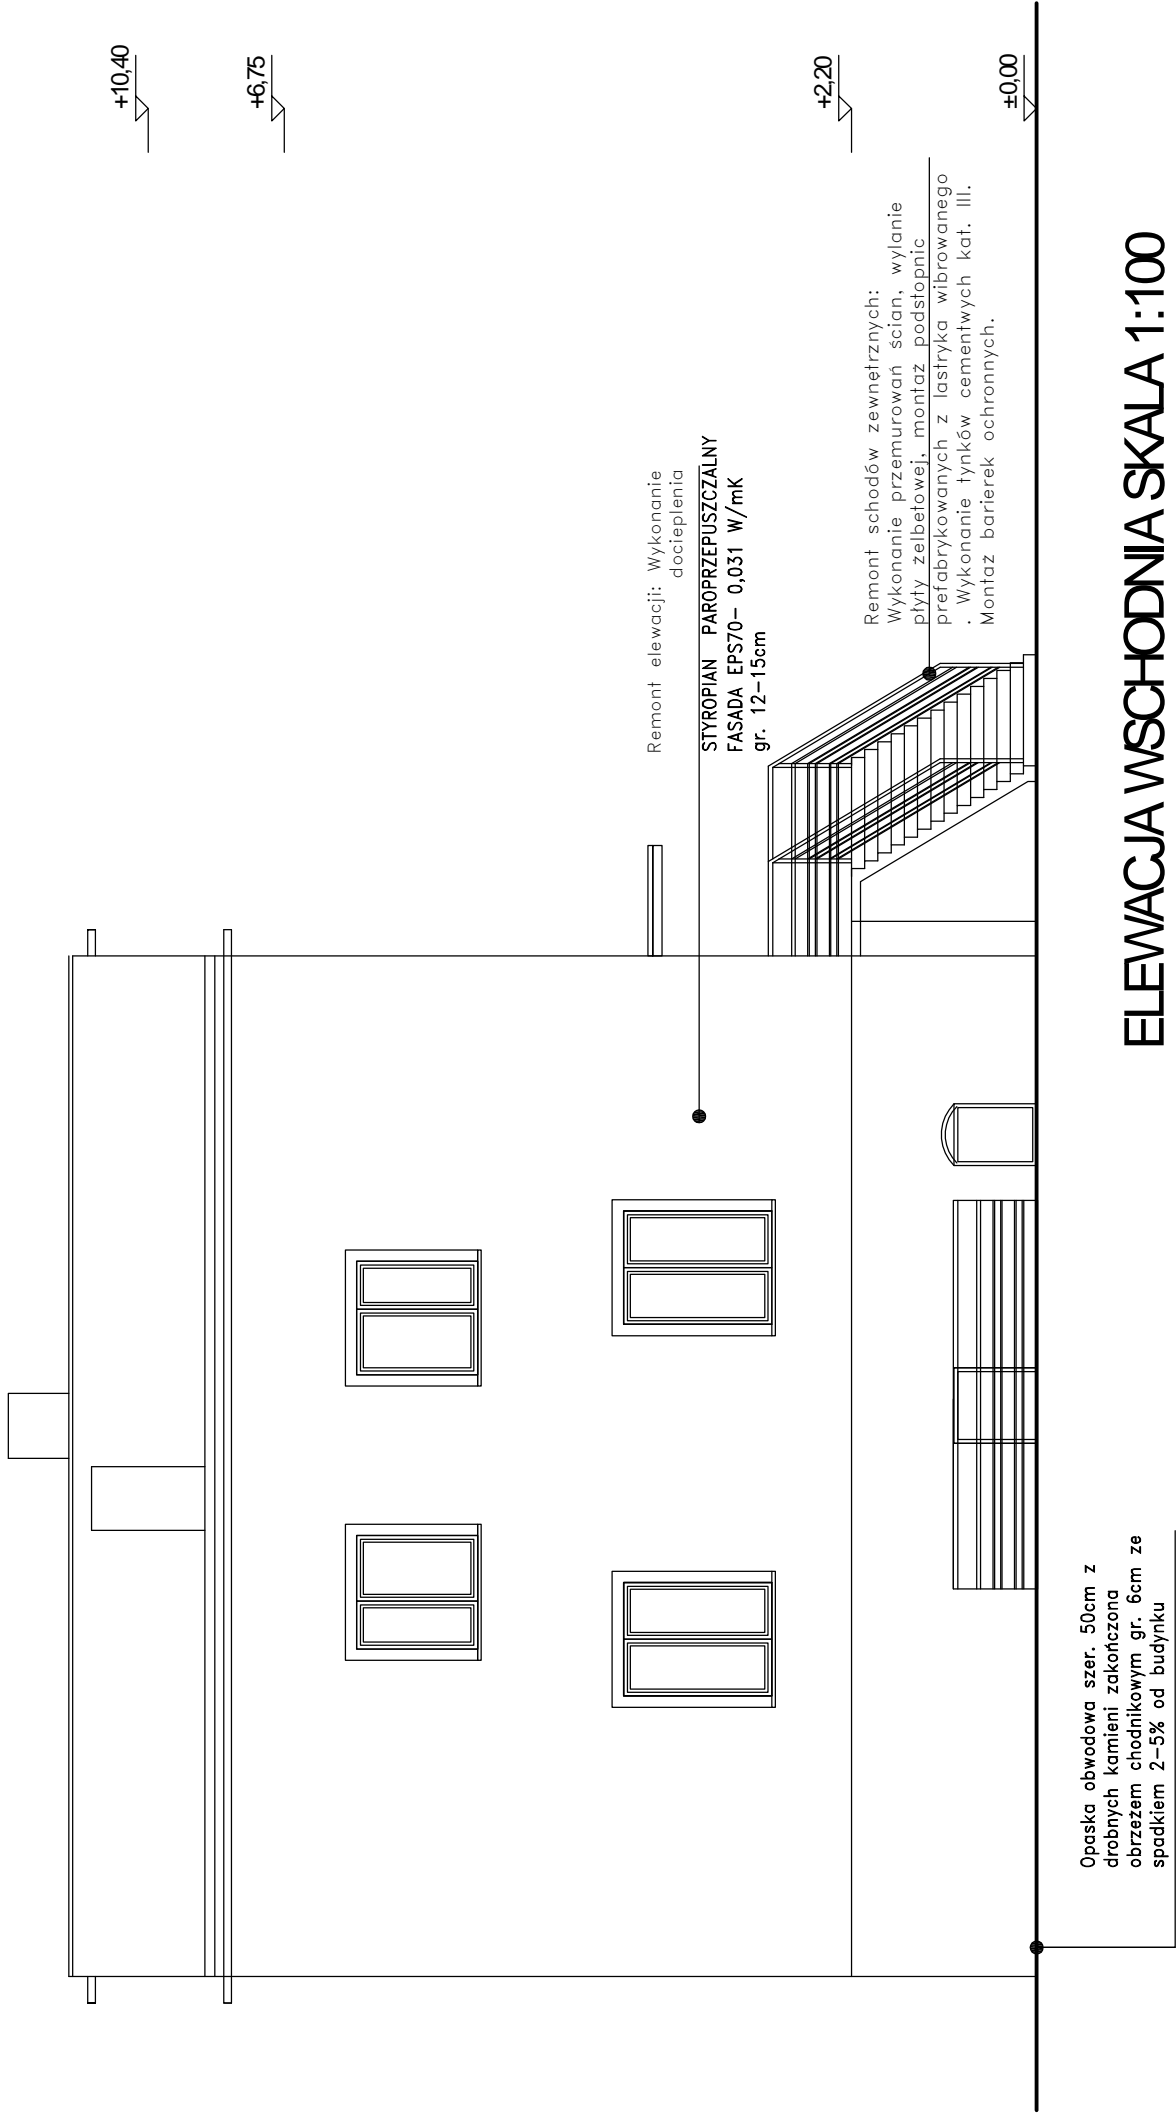 +10,40
+6,75
+2,20
±0,00
Remont elewacji: Wykonanie
docieplenia
STYROPIAN PAROPRZEPUSZCZALNY
FASADA EPS70- 0,031 W/mK
gr. 12-15cm
Remont schodów zewnętrznych:
Wykonanie przemurowań ścian, wylanie
płyty żelbetowej, montaż podstopnic
prefabrykowanych z lastryka wibrowanego
. Wykonanie tynków cementwych kat. III.
Montaż barierek ochronnych.
Opaska obwodowa szer. 50cm z
drobnych kamieni zakończona
obrzeżem chodnikowym gr. 6cm ze
spadkiem 2-5% od budynku
ELEWACJA WSCHODNIA SKALA 1:100